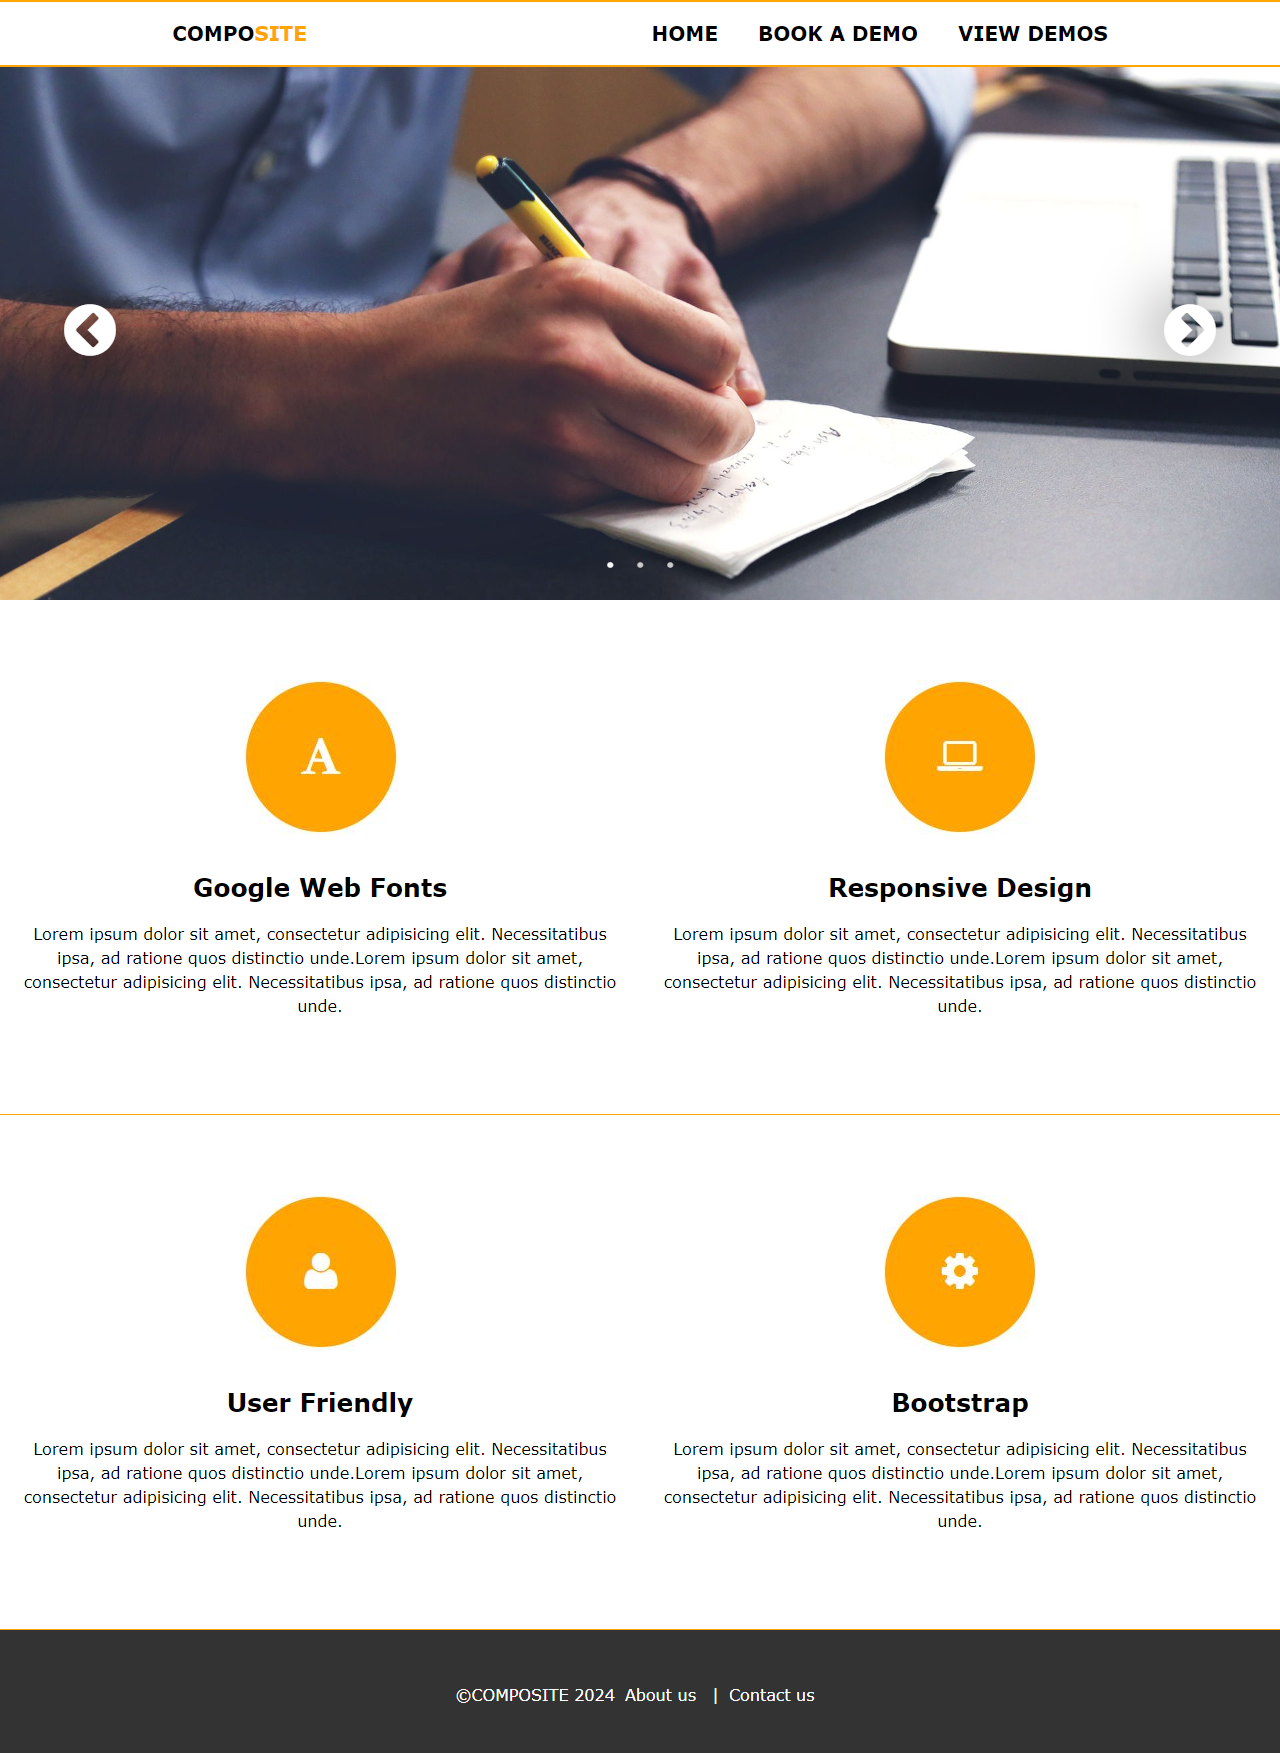 COMPOSITE HOME BOOK A DEMO VIEW DEMOS
Google Web Fonts
Lorem ipsum dolor sit amet, consectetur adipisicing elit. Necessitatibus
ipsa, ad ratione quos distinctio unde.Lorem ipsum dolor sit amet,
consectetur adipisicing elit. Necessitatibus ipsa, ad ratione quos distinctio
unde.
Responsive Design
Lorem ipsum dolor sit amet, consectetur adipisicing elit. Necessitatibus
ipsa, ad ratione quos distinctio unde.Lorem ipsum dolor sit amet,
consectetur adipisicing elit. Necessitatibus ipsa, ad ratione quos distinctio
unde.
User Friendly
Lorem ipsum dolor sit amet, consectetur adipisicing elit. Necessitatibus
ipsa, ad ratione quos distinctio unde.Lorem ipsum dolor sit amet,
consectetur adipisicing elit. Necessitatibus ipsa, ad ratione quos distinctio
unde.
Bootstrap
Lorem ipsum dolor sit amet, consectetur adipisicing elit. Necessitatibus
ipsa, ad ratione quos distinctio unde.Lorem ipsum dolor sit amet,
consectetur adipisicing elit. Necessitatibus ipsa, ad ratione quos distinctio
unde.
©COMPOSITE 2024 About us | Contact us